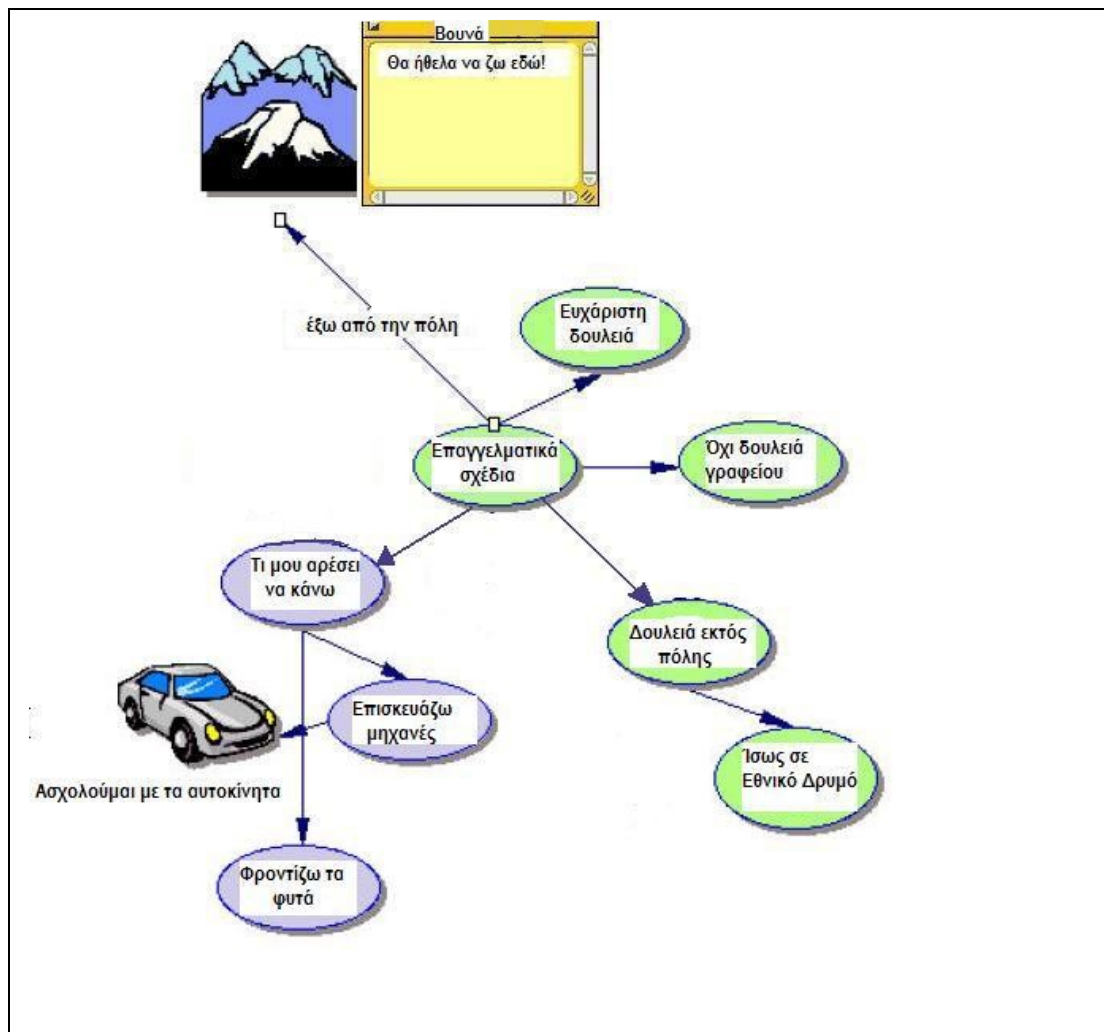 Βουνά
Θα ήθελα να ζω εδώ!
έξω από την πόλη
Ευχάριστη
δουλειά
Επαγγελματικά
σχέδια
Όχι δουλειά
γραφείου
Τι μου αρέσει
να κάνω
Δουλειά εκτός
πόλης
Επισκευάζω
μηχανές
Ίσως σε
Εθνικό Δρυμό
Ασχολούμαι με τα αυτοκίνητα
Φροντίζω τα
φυτά